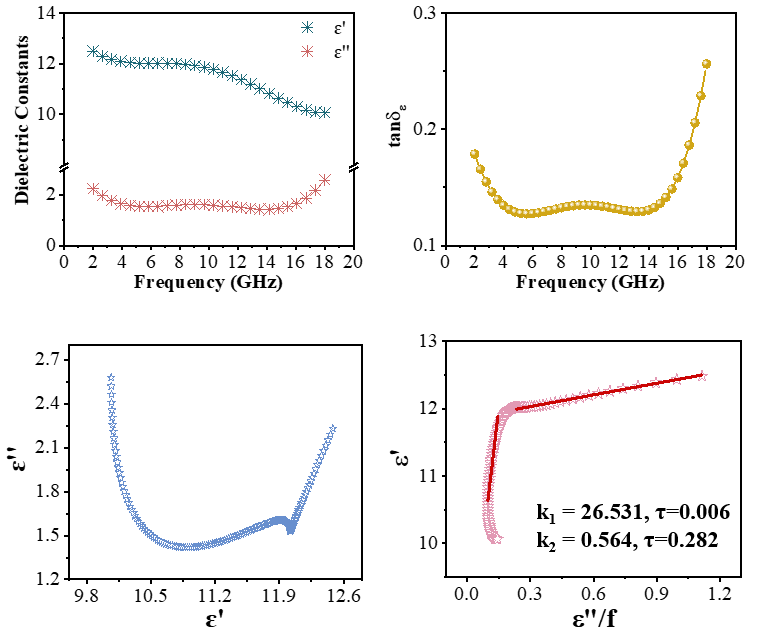 14
12
10
2
0
Dielectric Constants
ε'
ε''
0 2 4 6 8 10 12 14 16 18 20
Frequency (GHz)
0.3
0.2
0.1
tanδε
0 2 4 6 8 10 12 14 16 18 20
Frequency (GHz)
2.7
2.4
2.1
1.8
1.5
1.2
ε''
9.8 10.5 11.2 11.9 12.6
ε'
13
12
11
10
ε'
k1 = 26.531, τ=0.006
k2 = 0.564, τ=0.282
0.0 0.3 0.6 0.9 1.2
ε''/f